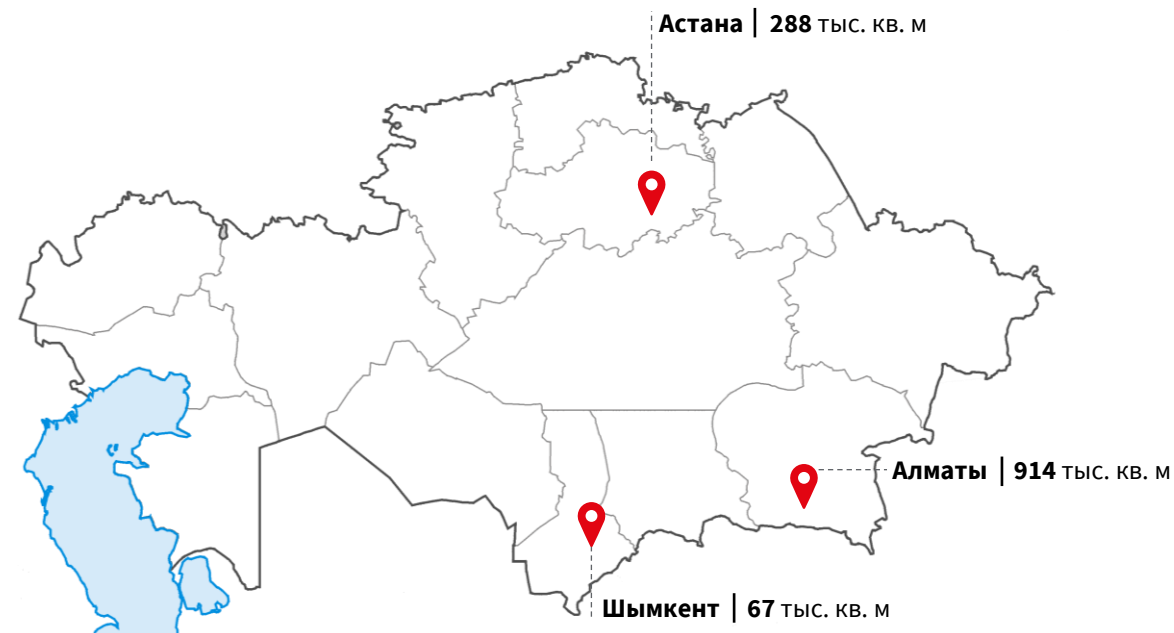 Астана | 288 тыс. кв. м
Алматы | 914 тыс. кв. м
Шымкент | 67 тыс. кв. м